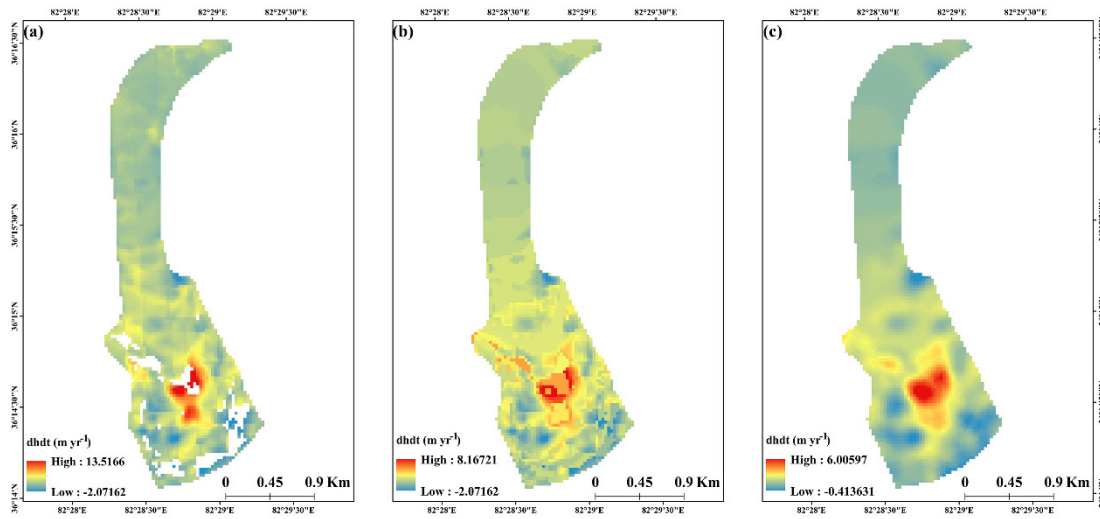 82°28'E 82°28'30"E 82°29'E 82°29'30"E
82°28'E 82°28'30"E 82°29'E 82°29'30"E
82°28'E 82°28'30"E 82°29'E 82°29'30"E
(a)
(b)
(c)
36°16'30"N
36°16'N
36°15'30"N
36°15'N
36°14'30"N
36°14'N
dhdt (m yr⁻¹)
High : 13.5166
Low : -2.07162
0 0.45 0.9 Km
dhdt (m yr⁻¹)
High : 8.16721
Low : -2.07162
0 0.45 0.9 Km
dhdt (m yr⁻¹)
High : 6.00597
Low : -0.413631
0 0.45 0.9 Km
82°28'E 82°28'30"E 82°29'E 82°29'30"E
82°28'E 82°28'30"E 82°29'E 82°29'30"E
82°28'E 82°28'30"E 82°29'E 82°29'30"E